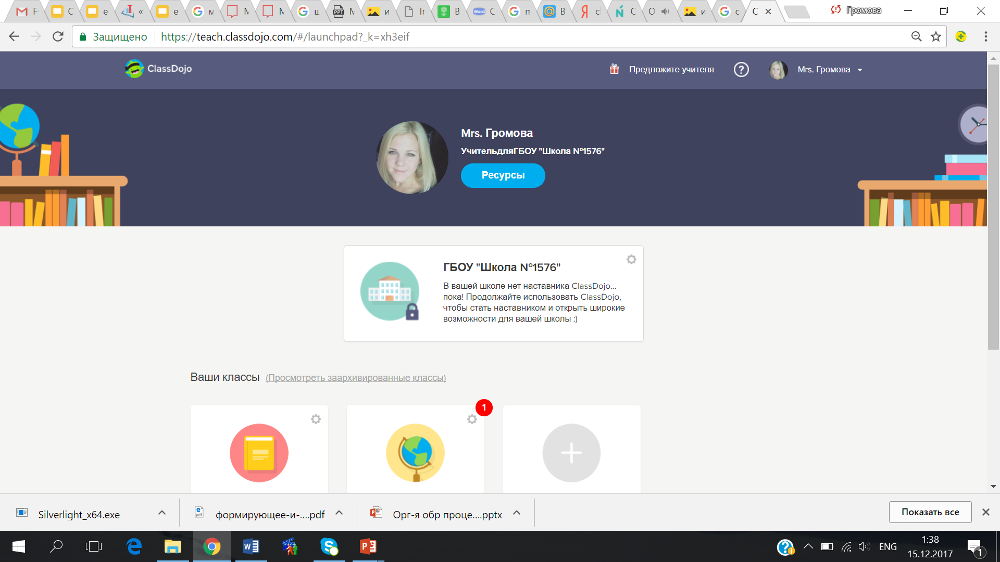 F
C
e
«
e
м
М
М
ш
М
и
In
В
С
m
В
cl
С
О
и
с
C
Громова
Защищено
https://teach.classdojo.com/#/launchpad?_k=xh3eif
ClassDojo
Предложите учителя
?
Mrs. Громова
Mrs. Громова
УчительдляГБОУ "Школа №1576"
Ресурсы
ГБОУ "Школа №1576"
В вашей школе нет наставника ClassDojo...
пока! Продолжайте использовать ClassDojo,
чтобы стать наставником и открыть широкие
возможности для вашей школы :)
Ваши классы (Просмотреть заархивированные классы)
1
Silverlight_x64.exe
формирующее-и-....pdf
Орг-я обр проце....pptx
Показать все
ENG
1:38
15.12.2017
1